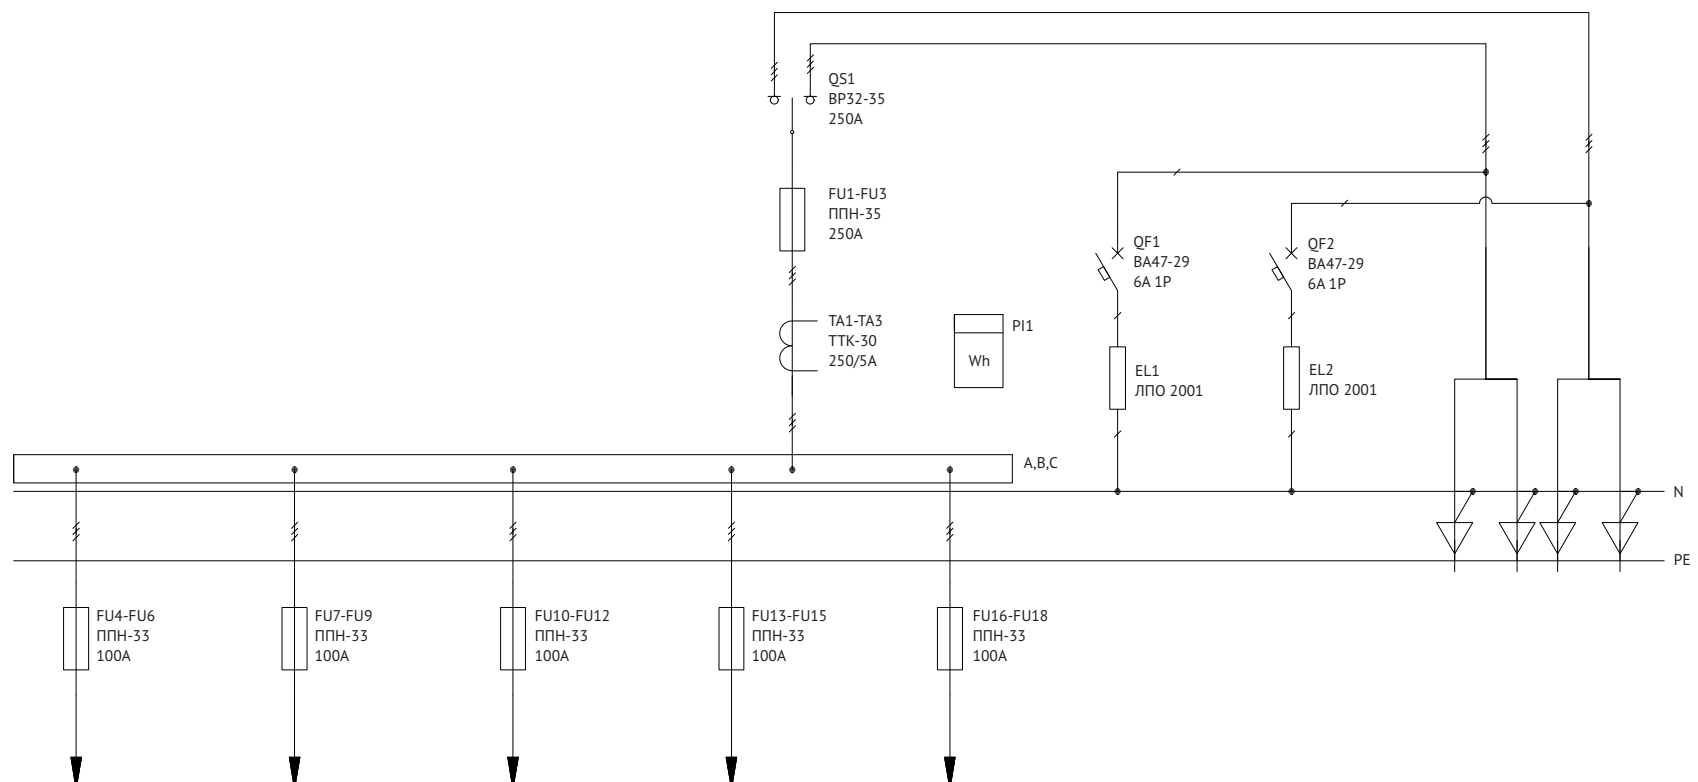 QS1
ВР32-35
250А
FU1-FU3
ППН-35
250А
QF1
ВА47-29
6А 1Р
QF2
ВА47-29
6А 1Р
ТА1-ТА3
ТТК-30
250/5А
PI1
Wh
EL1
ЛПО 2001
EL2
ЛПО 2001
А,В,С
N
PE
FU4-FU6
ППН-33
100А
FU7-FU9
ППН-33
100А
FU10-FU12
ППН-33
100А
FU13-FU15
ППН-33
100А
FU16-FU18
ППН-33
100А